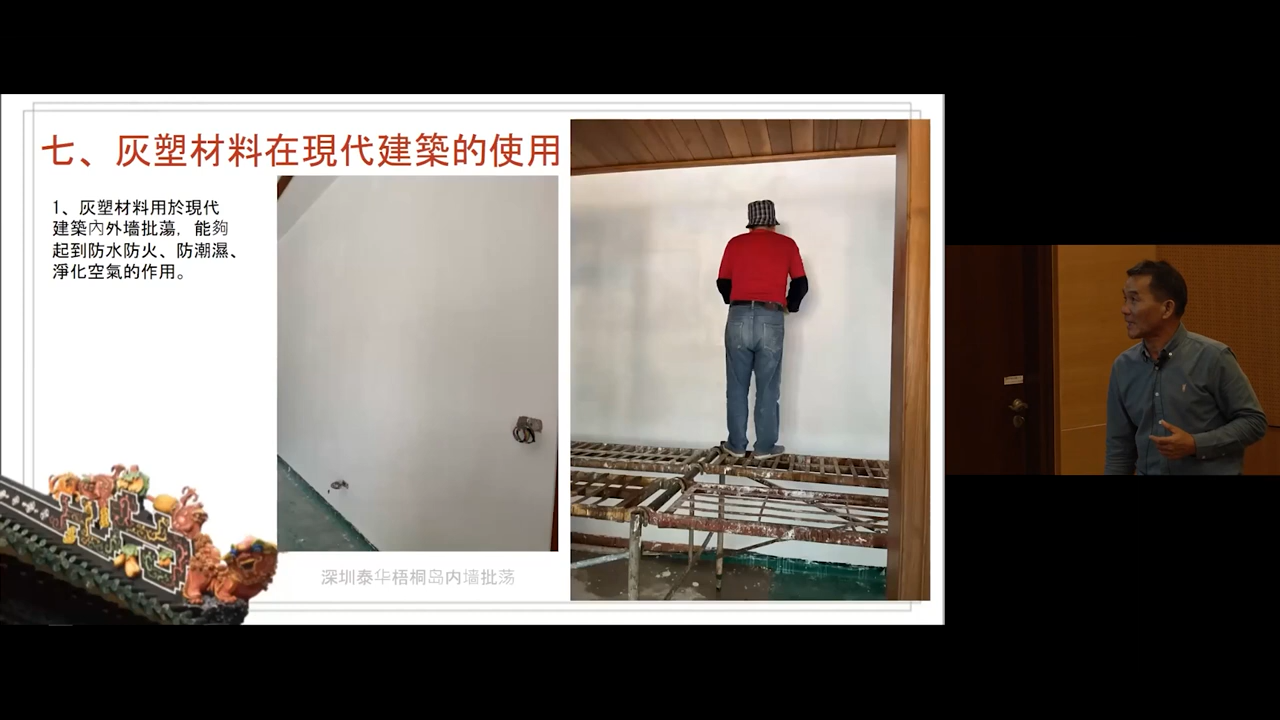 七、灰塑材料在現代建築的使用
1、灰塑材料用於現代
建築內外墻批蕩，能夠
起到防水防火、防潮濕、
淨化空氣的作用。
深圳泰华梧桐岛内墙批荡